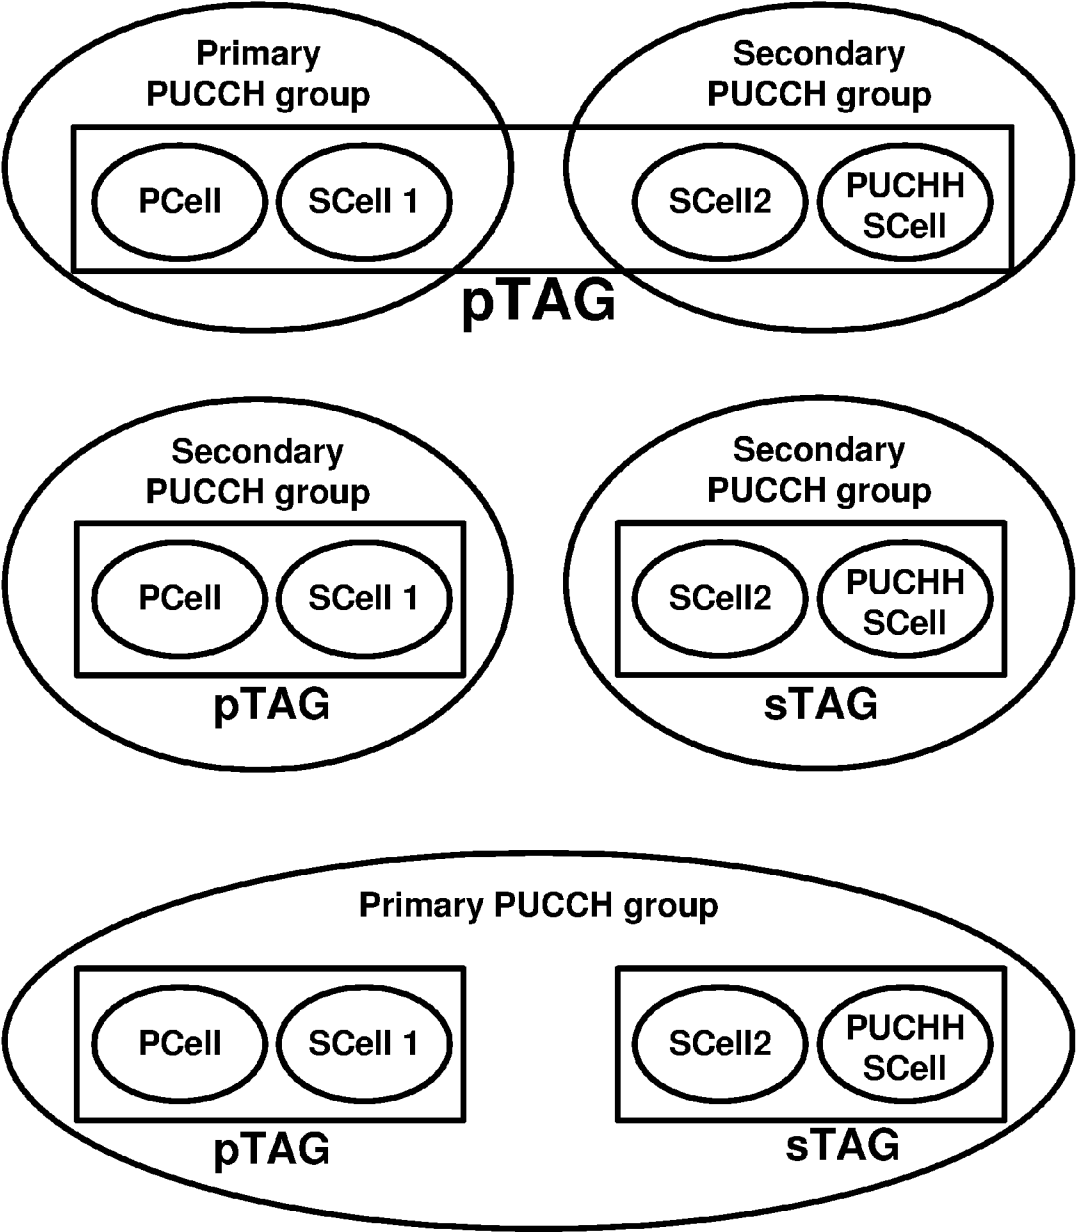 Primary
PUCCH group
Secondary
PUCCH group
PCell
SCell 1
SCell2
PUCHH
SCell
pTAG
Secondary
PUCCH group
Secondary
PUCCH group
PCell
SCell 1
SCell2
PUCHH
SCell
pTAG
sTAG
Primary PUCCH group
PCell
SCell 1
SCell2
PUCHH
SCell
pTAG
sTAG